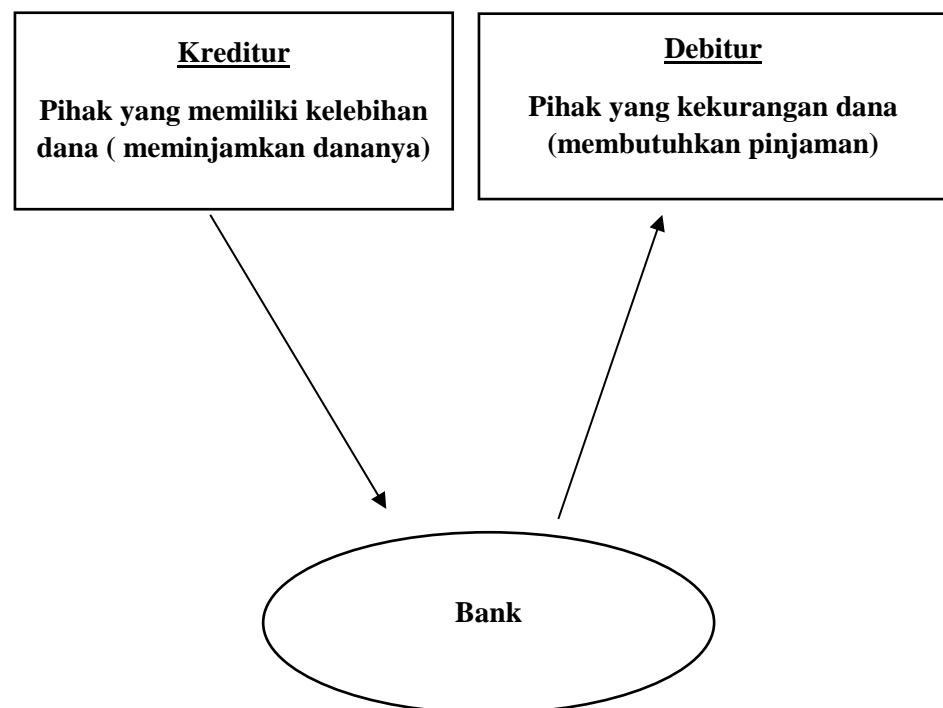 Kreditur
Pihak yang memiliki kelebihan
dana ( meminjamkan dananya)
Debitur
Pihak yang kekurangan dana
(membutuhkan pinjaman)
Bank